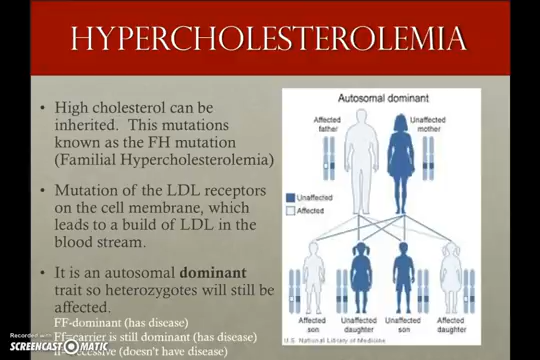 HYPERCHOLESTEROLEMIA
• High cholesterol can be
inherited. This mutations
known as the FH mutation
(Familial Hypercholesterolemia)
• Mutation of the LDL receptors
on the cell membrane, which
leads to a build of LDL in the
blood stream.
• It is an autosomal dominant
trait so heterozygotes will still be
affected.
FF-dominant (has disease)
Ff=carrier is still dominant (has disease)
(doesn't have disease)
Autosomal dominant
Affected
father
Unaffected
mother
Unaffected
Affected
Affected
son
Unaffected
daughter
Unaffected
son
Affected
daughter
U.S. National Library of Medicine
Recorded with
SCREENCAST-O-MATIC